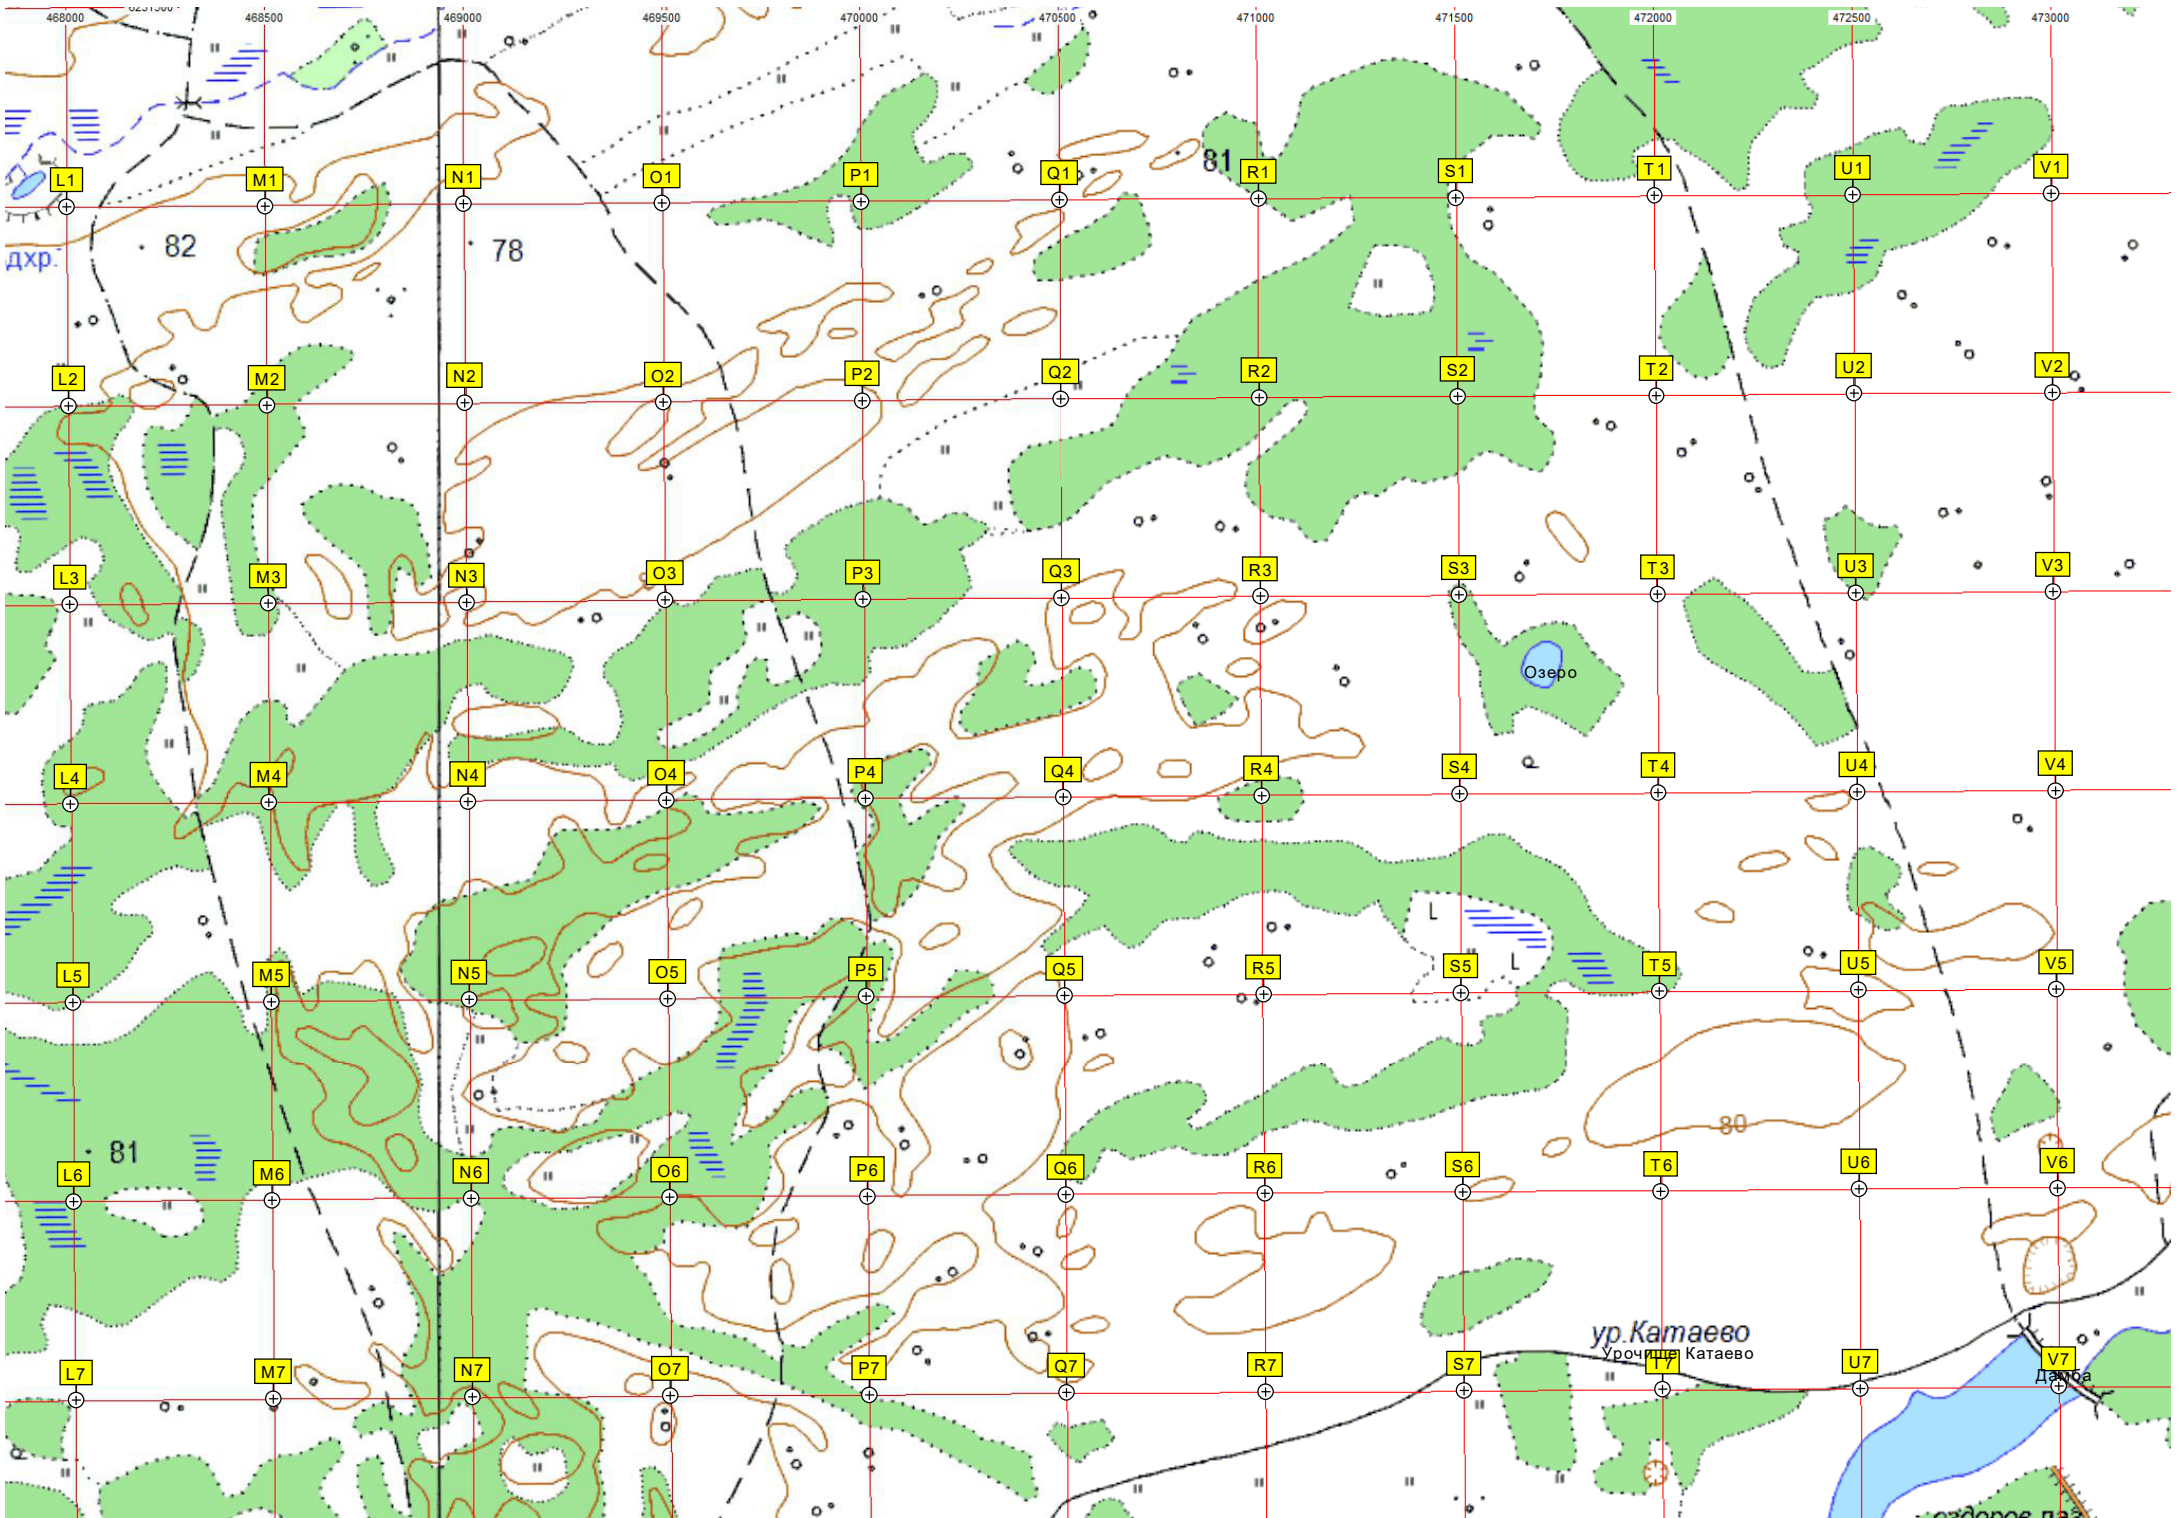 468000 468500 469000 469500 470000 470500 471000 471500 472000 472500 473000
L1 M1 N1 O1 P1 Q1 81 R1 S1 T1 U1 V1
82 78
дхр.
L2 M2 N2 O2 P2 Q2 R2 S2 T2 U2 V2
L3 M3 N3 O3 P3 Q3 R3 S3 T3 U3 V3
Озеро
L4 M4 N4 O4 P4 Q4 R4 S4 T4 U4 V4
L5 M5 N5 O5 P5 Q5 R5 S5 T5 U5 V5
80
81
L6 M6 N6 O6 P6 Q6 R6 S6 T6 U6 V6
ур.Катаево
Урочище Катаево
L7 M7 N7 O7 P7 Q7 R7 S7 T7 U7 V7
Дамба